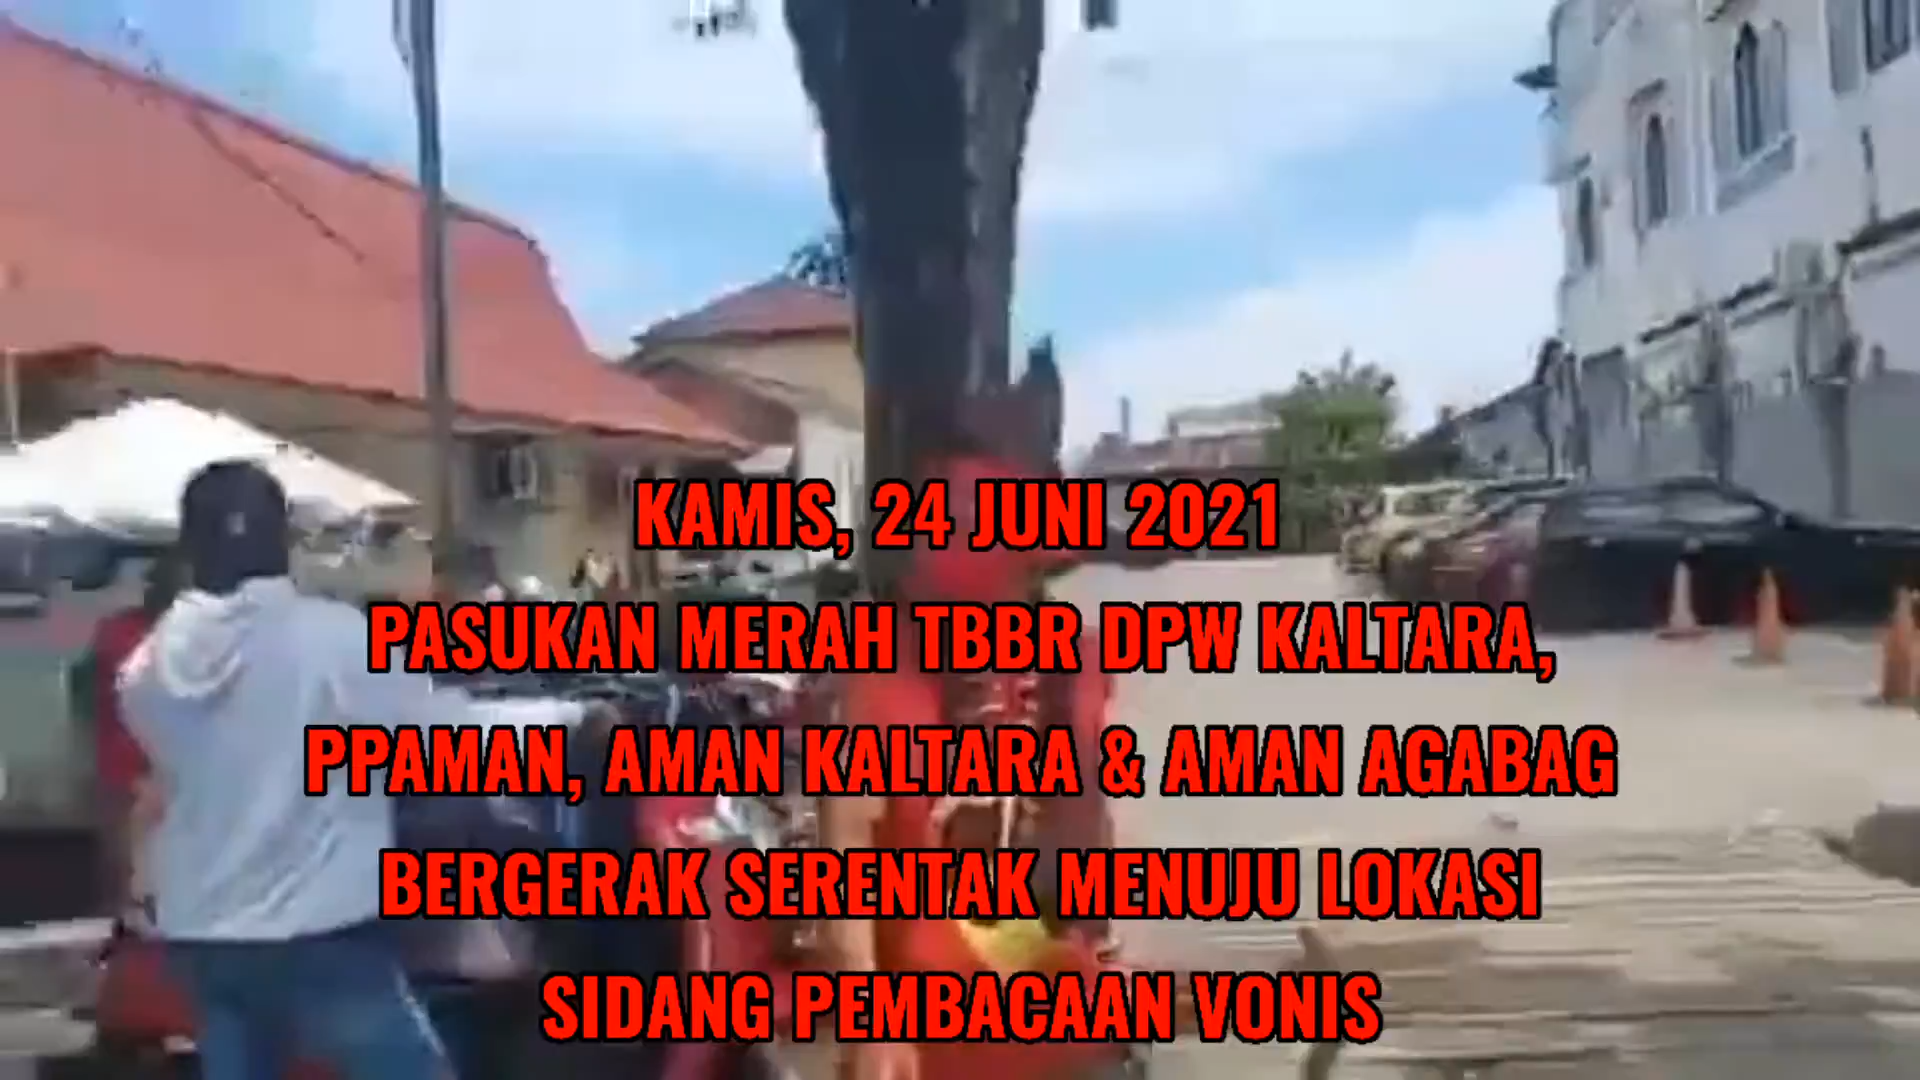 KAMIS, 24 JUNI 2021
PASUKAN MERAH TBBR DPW KALTARA,
PPAMAN, AMAN KALTARA & AMAN AGABAG
BERGERAK SERENTAK MENUJU LOKASI
SIDANG PEMBACAAN VONIS